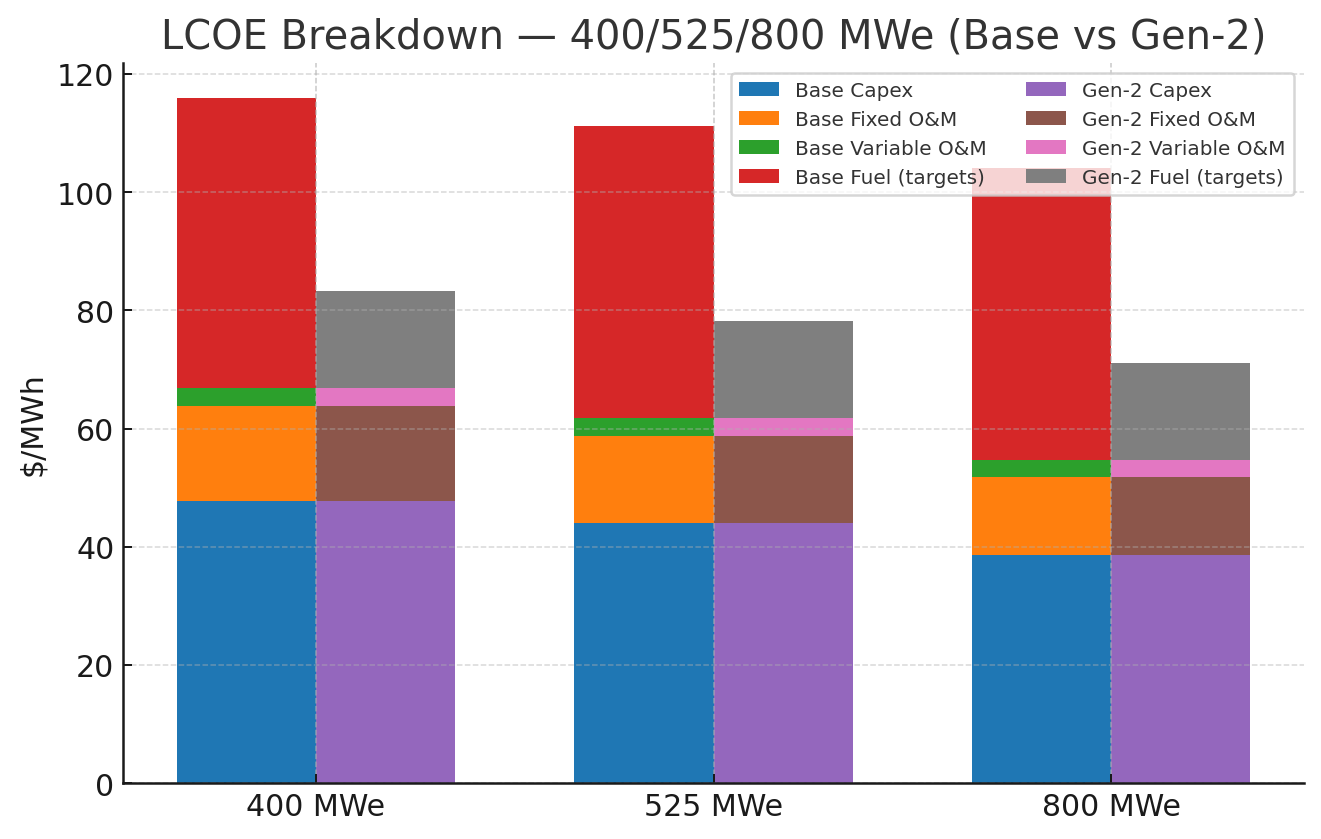 LCOE Breakdown — 400/525/800 MWe (Base vs Gen-2)
120
100
80
60
40
20
0
$/MWh
Base Capex
Base Fixed O&M
Base Variable O&M
Base Fuel (targets)
Gen-2 Capex
Gen-2 Fixed O&M
Gen-2 Variable O&M
Gen-2 Fuel (targets)
400 MWe
525 MWe
800 MWe